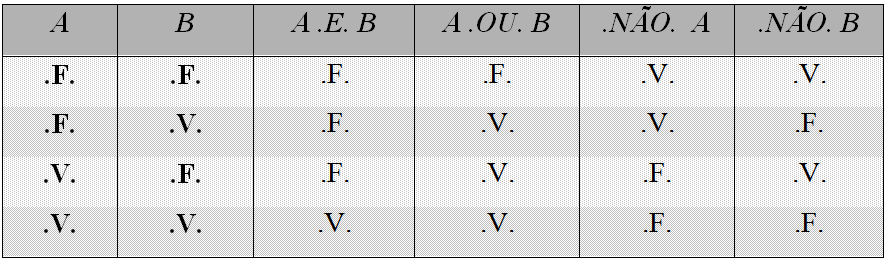 A B A .E. B A .OU. B .NÃO. A .NÃO. B
.F. .F. .F. .F. .V. .V.
.F. .V. .F. .V. .V. .F.
.V. .F. .F. .V. .F. .V.
.V. .V. .V. .V. .F. .F.